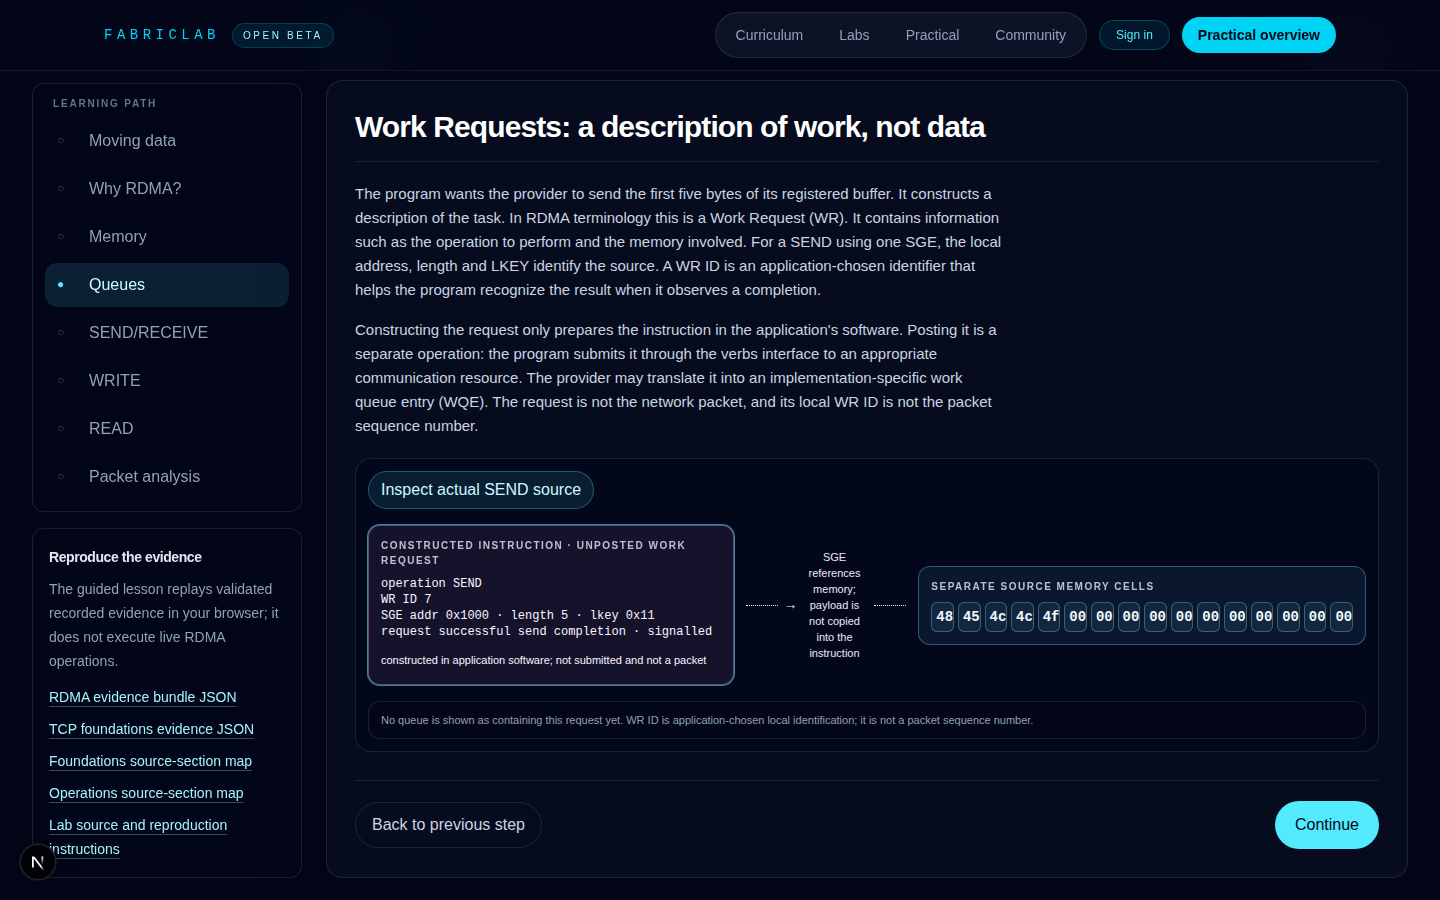 FABRICLAB
OPEN BETA
Curriculum
Labs
Practical
Community
Sign in
Practical overview
LEARNING PATH
Moving data
Why RDMA?
Memory
Queues
SEND/RECEIVE
WRITE
READ
Packet analysis
Reproduce the evidence
The guided lesson replays validated
recorded evidence in your browser; it
does not execute live RDMA
operations.
RDMA evidence bundle JSON
TCP foundations evidence JSON
Foundations source-section map
Operations source-section map
Lab source and reproduction
instructions
Work Requests: a description of work, not data
The program wants the provider to send the first five bytes of its registered buffer. It constructs a
description of the task. In RDMA terminology this is a Work Request (WR). It contains information
such as the operation to perform and the memory involved. For a SEND using one SGE, the local
address, length and LKEY identify the source. A WR ID is an application-chosen identifier that
helps the program recognize the result when it observes a completion.
Constructing the request only prepares the instruction in the application's software. Posting it is a
separate operation: the program submits it through the verbs interface to an appropriate
communication resource. The provider may translate it into an implementation-specific work
queue entry (WQE). The request is not the network packet, and its local WR ID is not the packet
sequence number.
Inspect actual SEND source
CONSTRUCTED INSTRUCTION · UNPOSTED WORK
REQUEST
operation SEND
WR ID 7
SGE addr 0x1000 · length 5 · lkey 0x11
request successful send completion · signalled
constructed in application software; not submitted and not a packet
→
SGE
references
memory;
payload is
not copied
into the
instruction
SEPARATE SOURCE MEMORY CELLS
48 45 4c 4c 4f 00 00 00 00 00 00 00 00 00 00 00
No queue is shown as containing this request yet. WR ID is application-chosen local identification; it is not a packet sequence number.
Back to previous step
Continue